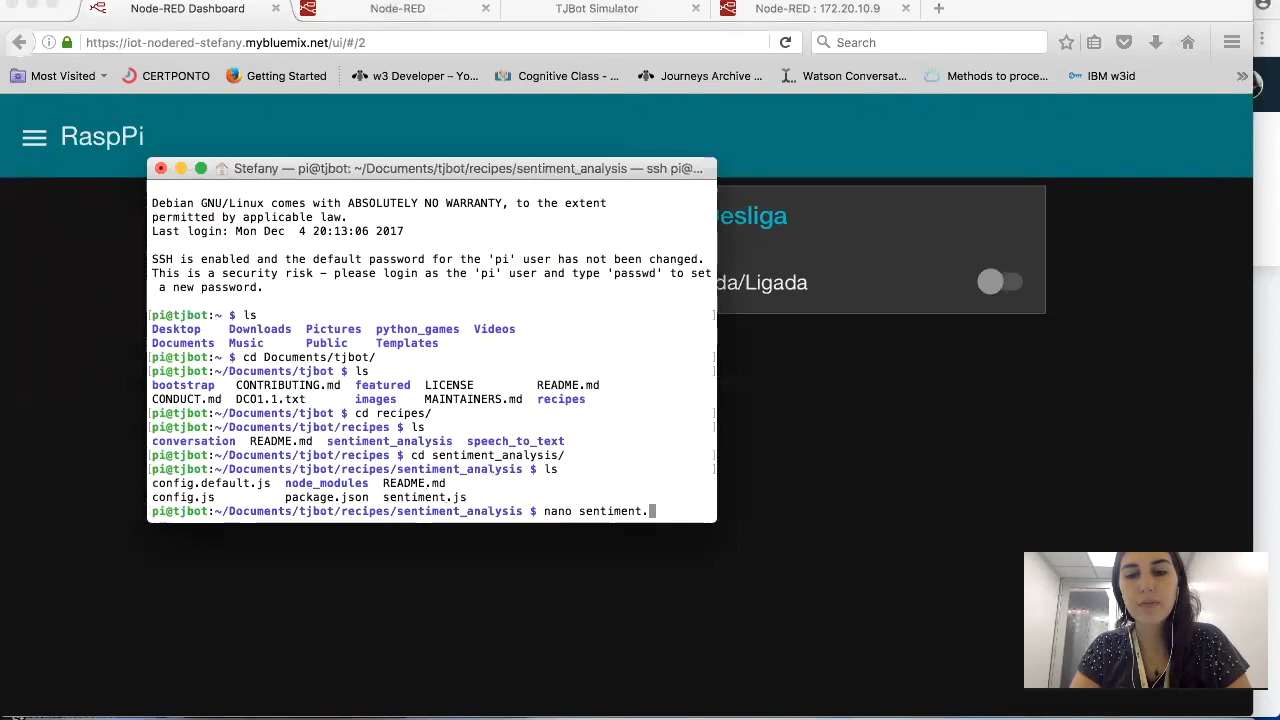 Node-RED Dashboard
Node-RED
TJBot Simulator
Node-RED : 172.20.10.9
https://iot-nodered-stefany.mybluemix.net/ui/#/2
Search
Most Visited
CERTPONTO
Getting Started
w3 Developer – Yo...
Cognitive Class - ...
Journeys Archive ...
Watson Conversat...
Methods to proce...
IBM w3id
RaspPi
Stefany — pi@tjbot: ~/Documents/tjbot/recipes/sentiment_analysis — ssh pi@...
esliga
da/Ligada
Debian GNU/Linux comes with ABSOLUTELY NO WARRANTY, to the extent
permitted by applicable law.
Last login: Mon Dec  4 20:13:06 2017
SSH is enabled and the default password for the 'pi' user has not been changed.
This is a security risk - please login as the 'pi' user and type 'passwd' to set
 a new password.
[pi@tjbot:~ $ ls ]
Desktop Downloads Pictures python_games Videos
Documents Music Public Templates
[pi@tjbot:~ $ cd Documents/tjbot/ ]
[pi@tjbot:~/Documents/tjbot $ ls ]
bootstrap CONTRIBUTING.md featured LICENSE README.md
CONDUCT.md DCO1.1.txt images MAINTAINERS.md recipes
[pi@tjbot:~/Documents/tjbot $ cd recipes/ ]
[pi@tjbot:~/Documents/tjbot/recipes $ ls ]
conversation README.md sentiment_analysis speech_to_text
[pi@tjbot:~/Documents/tjbot/recipes $ cd sentiment_analysis/ ]
[pi@tjbot:~/Documents/tjbot/recipes/sentiment_analysis $ ls ]
config.default.js node_modules README.md
config.js package.json sentiment.js
pi@tjbot:~/Documents/tjbot/recipes/sentiment_analysis $ nano sentiment.